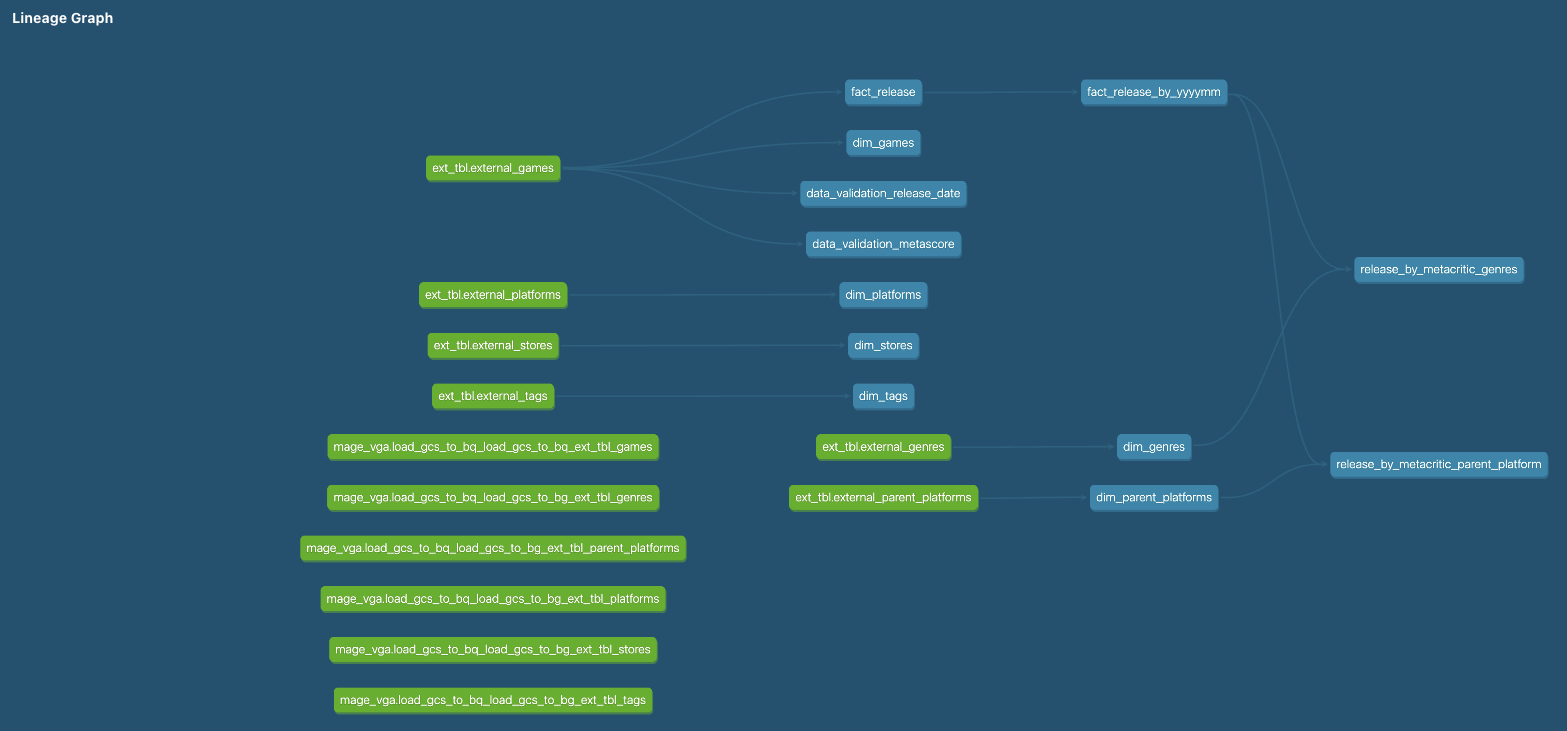 Lineage Graph
fact_release
fact_release_by_yyyymm
dim_games
ext_tbl.external_games
data_validation_release_date
data_validation_metascore
release_by_metacritic_genres
ext_tbl.external_platforms
dim_platforms
ext_tbl.external_stores
dim_stores
ext_tbl.external_tags
dim_tags
mage_vga.load_gcs_to_bq_load_gcs_to_bq_ext_tbl_games
ext_tbl.external_genres
dim_genres
release_by_metacritic_parent_platform
mage_vga.load_gcs_to_bq_load_gcs_to_bg_ext_tbl_genres
ext_tbl.external_parent_platforms
dim_parent_platforms
mage_vga.load_gcs_to_bq_load_gcs_to_bg_ext_tbl_parent_platforms
mage_vga.load_gcs_to_bq_load_gcs_to_bg_ext_tbl_platforms
mage_vga.load_gcs_to_bq_load_gcs_to_bg_ext_tbl_stores
mage_vga.load_gcs_to_bq_load_gcs_to_bg_ext_tbl_tags